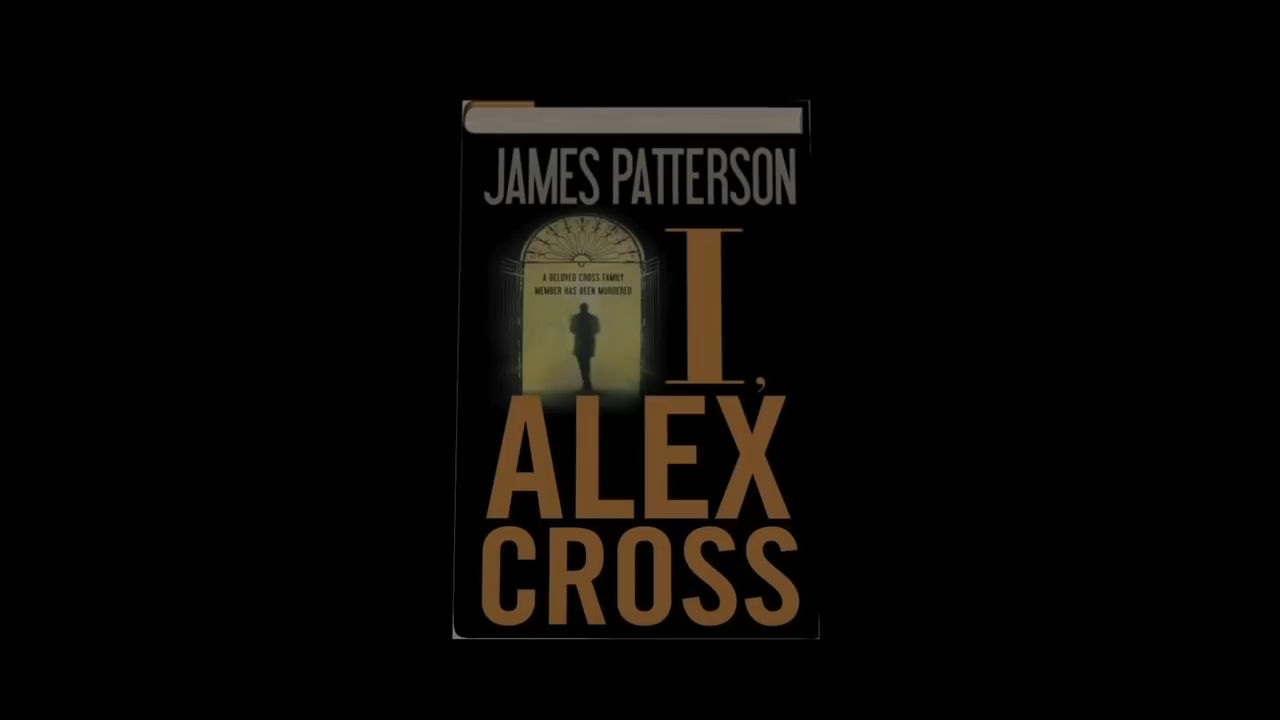 JAMES PATTERSON
A BELOVED CROSS FAMILY
MEMBER HAS BEEN MURDERED
I,
ALEX
CROSS